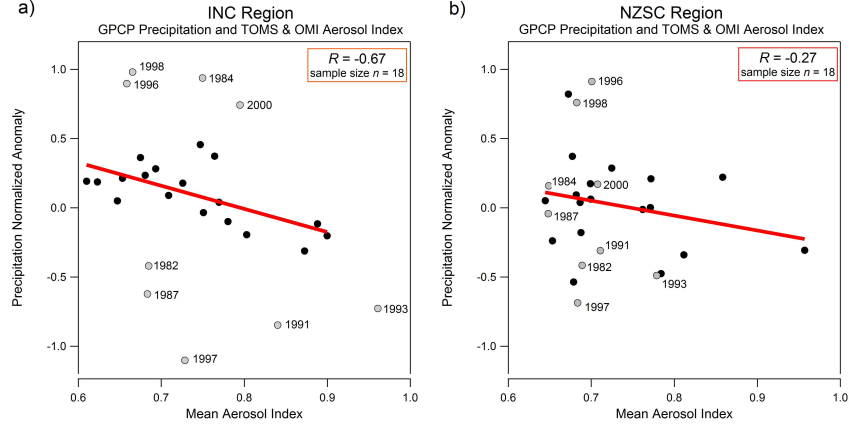 a)
INC Region
GPCP Precipitation and TOMS & OMI Aerosol Index
R = -0.67
sample size n = 18
Precipitation Normalized Anomaly
1.0
0.5
0.0
-0.5
-1.0
1998
1996
1984
2000
1982
1987
1993
1991
1997
0.6
0.7
0.8
0.9
1.0
Mean Aerosol Index
b)
NZSC Region
GPCP Precipitation and TOMS & OMI Aerosol Index
R = -0.27
sample size n = 18
Precipitation Normalized Anomaly
1.0
0.5
0.0
-0.5
-1.0
1996
1998
1984
2000
1987
1991
1982
1993
1997
0.6
0.7
0.8
0.9
1.0
Mean Aerosol Index